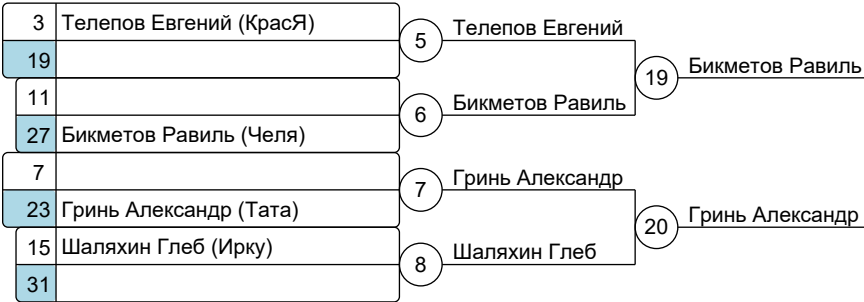 3 Телепов Евгений (КрасЯ)
19
5 Телепов Евгений
11
27 Бикметов Равиль (Челя)
6 Бикметов Равиль
19 Бикметов Равиль
7
23 Гринь Александр (Тата)
7 Гринь Александр
15 Шаляхин Глеб (Ирку)
31
8 Шаляхин Глеб
20 Гринь Александр